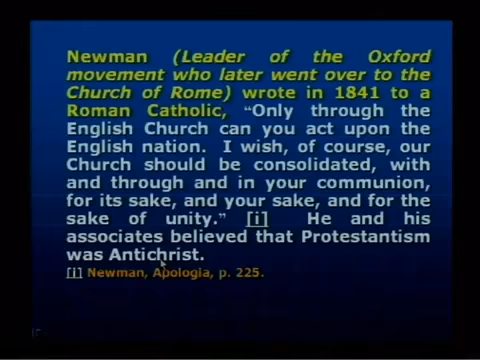 Newman (Leader of the Oxford
movement who later went over to the
Church of Rome) wrote in 1841 to a
Roman Catholic, “Only through the
English Church can you act upon the
English nation. I wish, of course, our
Church should be consolidated, with
and through and in your communion,
for its sake, and your sake, and for the
sake of unity.” [i] He and his
associates believed that Protestantism
was Antichrist.
[i] Newman, Apologia, p. 225.